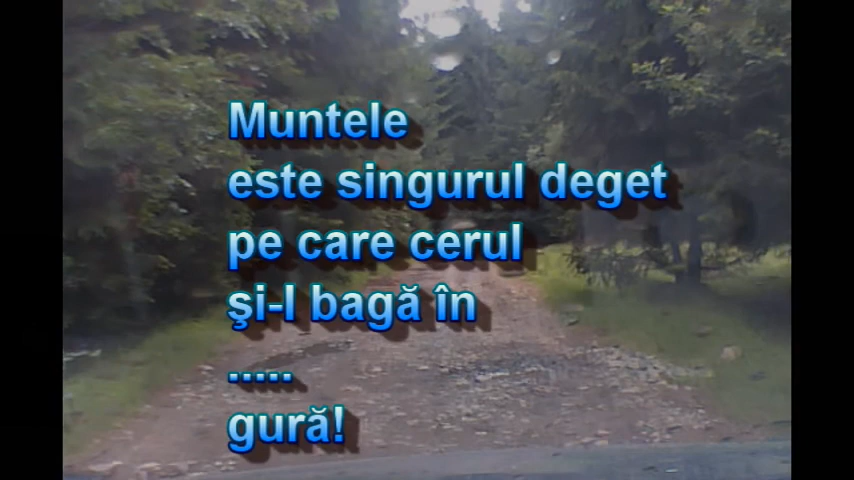 Muntele
este singurul deget
pe care cerul
şi-l bagă în
.....
gură!